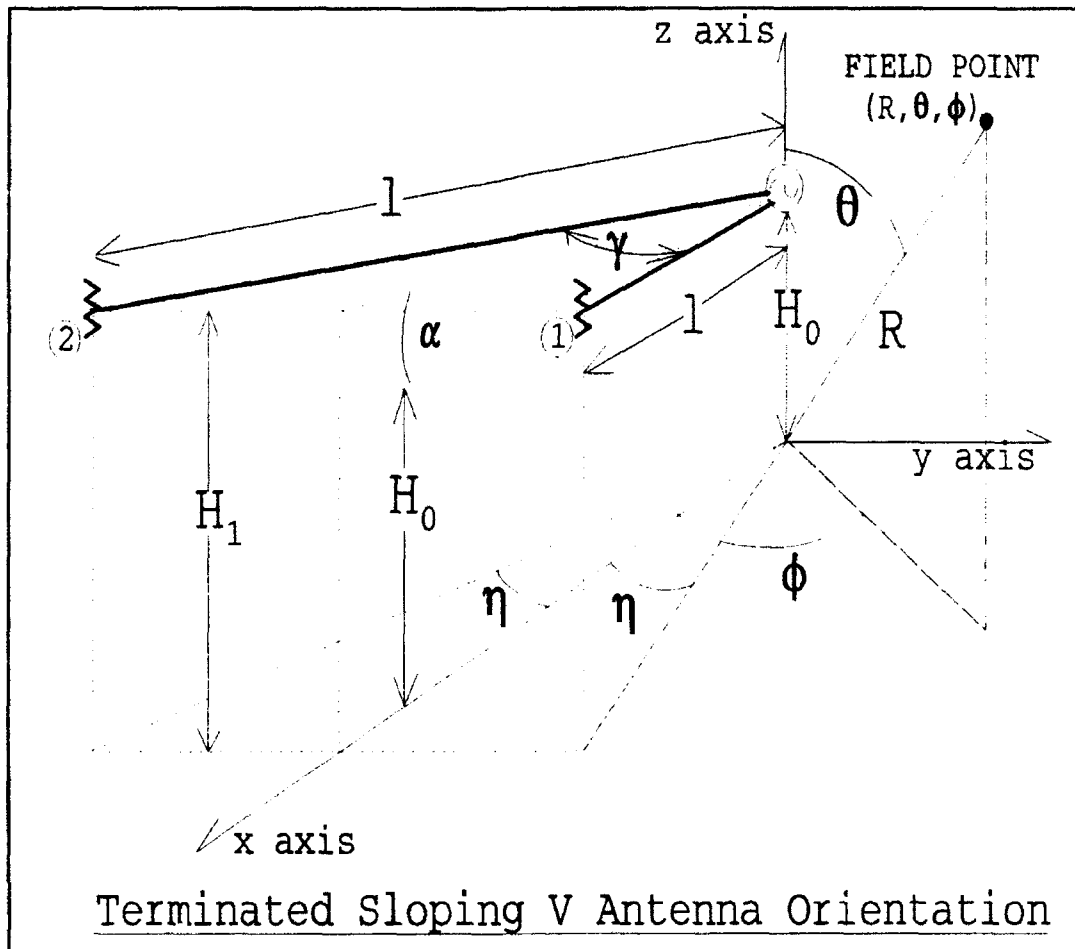 z axis
FIELD POINT
(R,θ,ϕ)
l
θ
γ
(2)
α
(1)
l
H₀
R
y axis
H₁
H₀
η
η
ϕ
x axis
Terminated Sloping V Antenna Orientation